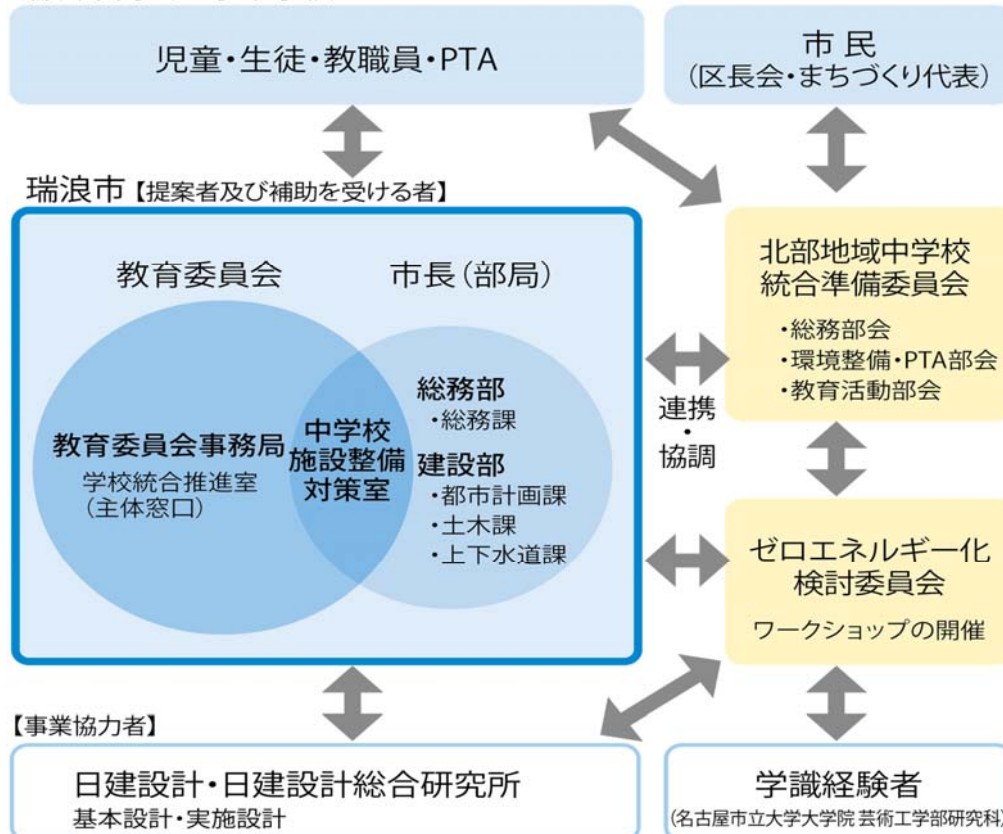 児童・生徒・教職員・PTA
市民
(区長会・まちづくり代表)
瑞浪市【提案者及び補助を受ける者】
教育委員会
市長(部局)
教育委員会事務局
学校統合推進室
(主体窓口)
中学校
施設整備
対策室
総務部
・総務課
建設部
・都市計画課
・土木課
・上下水道課
連携
・
協調
北部地域中学校
統合準備委員会
・総務部会
・環境整備・PTA部会
・教育活動部会
ゼロエネルギー化
検討委員会
ワークショップの開催
【事業協力者】
日建設計・日建設計総合研究所
基本設計・実施設計
学識経験者
(名古屋市立大学大学院 芸術工学部研究科)